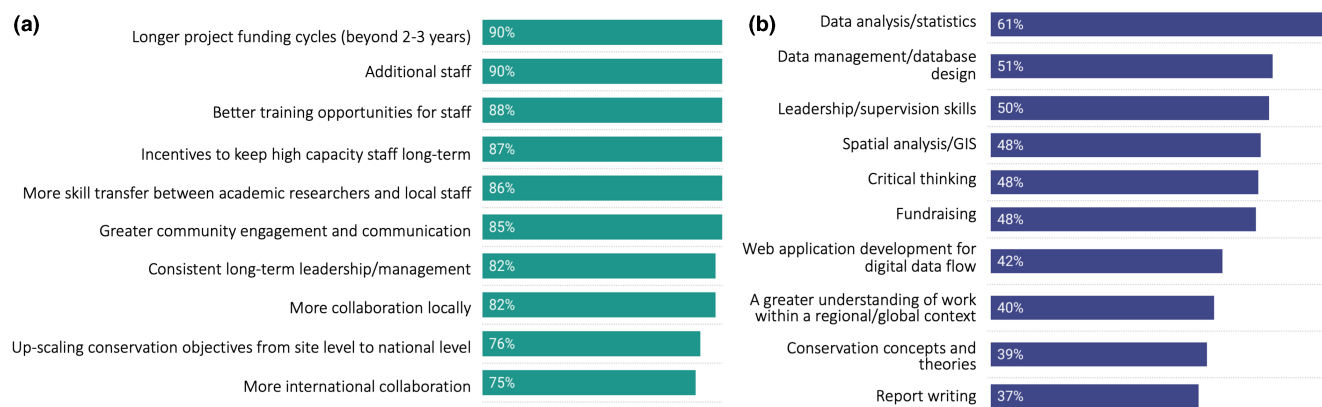 (a)
Longer project funding cycles (beyond 2-3 years) 90%
Additional staff 90%
Better training opportunities for staff 88%
Incentives to keep high capacity staff long-term 87%
More skill transfer between academic researchers and local staff 86%
Greater community engagement and communication 85%
Consistent long-term leadership/management 82%
More collaboration locally 82%
Up-scaling conservation objectives from site level to national level 76%
More international collaboration 75%
(b)
Data analysis/statistics 61%
Data management/database
design 51%
Leadership/supervision skills 50%
Spatial analysis/GIS 48%
Critical thinking 48%
Fundraising 48%
Web application development for
digital data flow 42%
A greater understanding of work
within a regional/global context 40%
Conservation concepts and
theories 39%
Report writing 37%